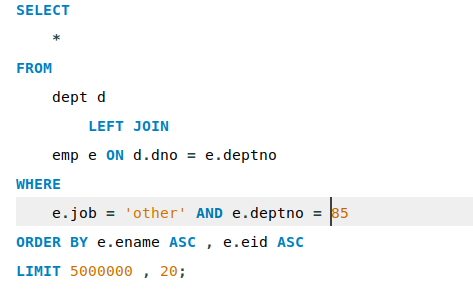 SELECT
*
FROM
dept d
LEFT JOIN
emp e ON d.dno = e.deptno
WHERE
e.job = 'other' AND e.deptno = 85
ORDER BY e.ename ASC , e.eid ASC
LIMIT 5000000 , 20;